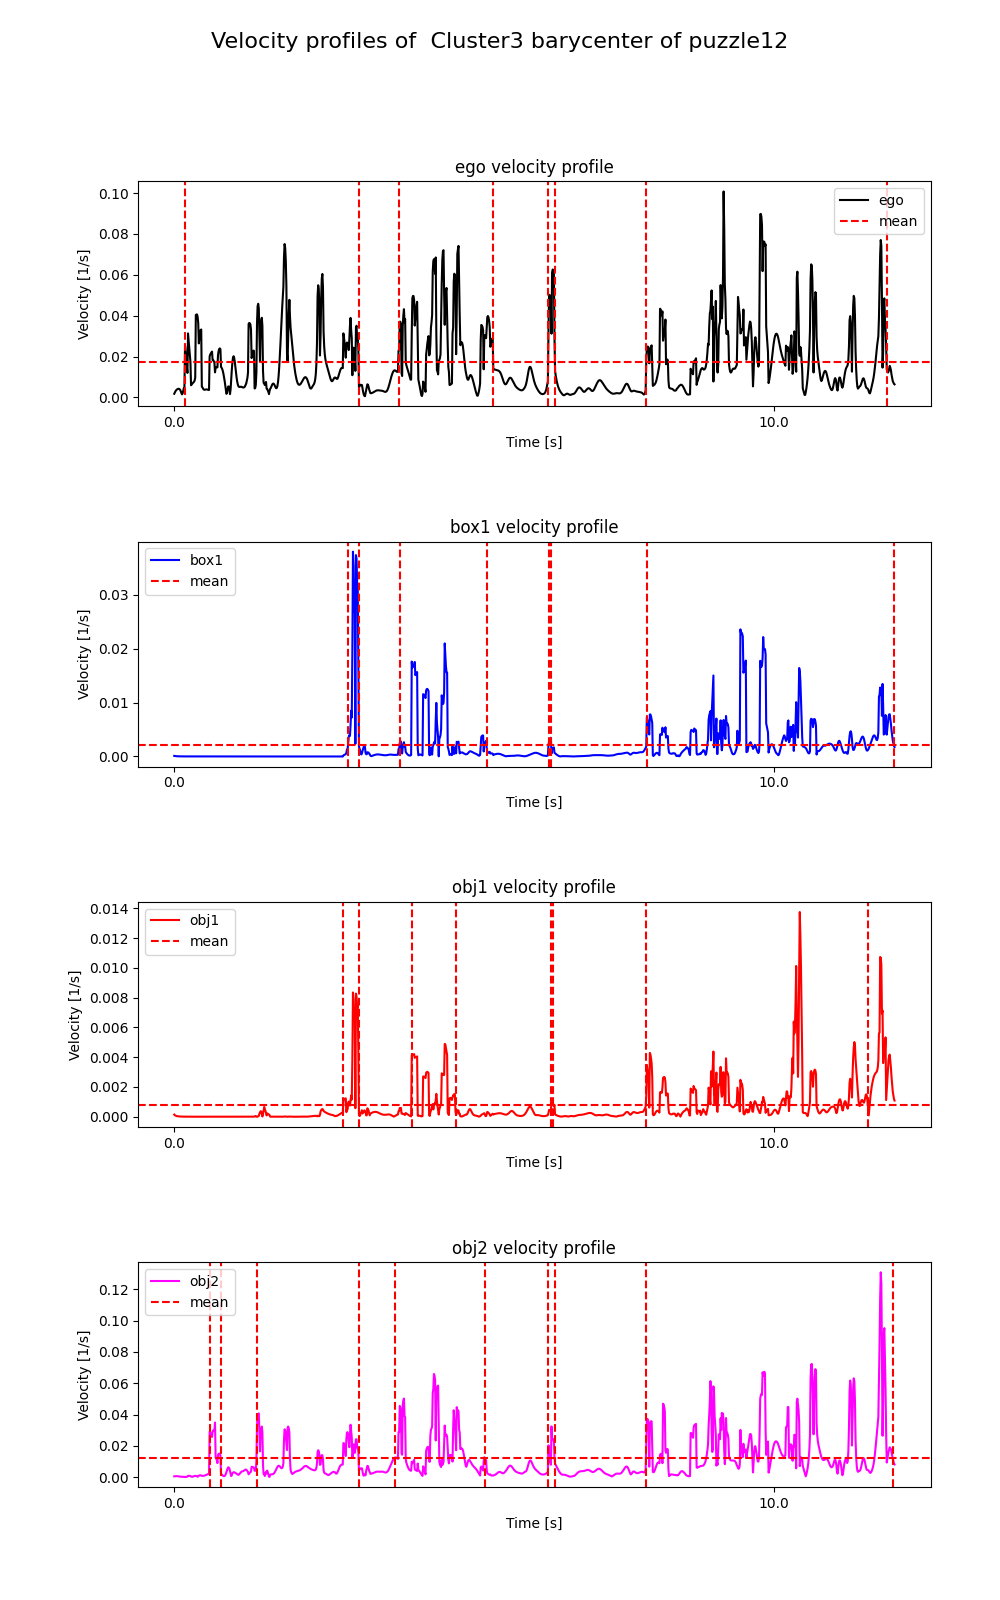 Velocity profiles of  Cluster3 barycenter of puzzle12
ego velocity profile
Velocity [1/s]
0.10
0.08
0.06
0.04
0.02
0.00
ego
mean
0.0
10.0
Time [s]
box1 velocity profile
Velocity [1/s]
0.03
0.02
0.01
0.00
box1
mean
0.0
10.0
Time [s]
obj1 velocity profile
Velocity [1/s]
0.014
0.012
0.010
0.008
0.006
0.004
0.002
0.000
obj1
mean
0.0
10.0
Time [s]
obj2 velocity profile
Velocity [1/s]
0.12
0.10
0.08
0.06
0.04
0.02
0.00
obj2
mean
0.0
10.0
Time [s]